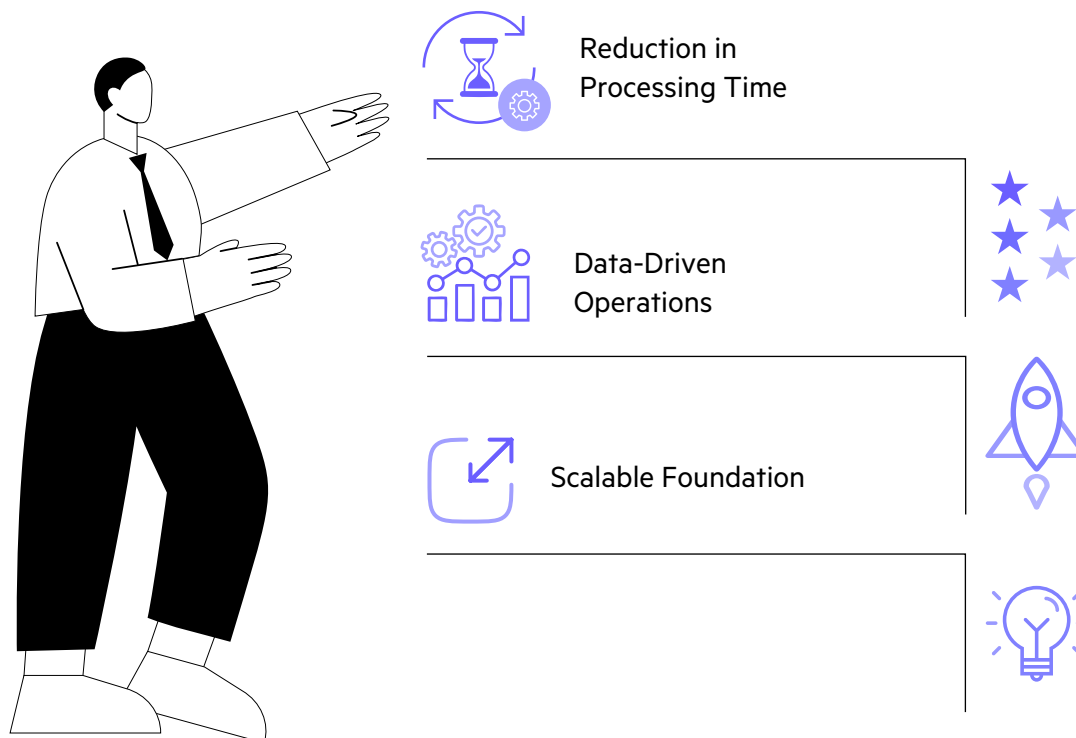 Reduction in
Processing Time
Data-Driven
Operations
Scalable Foundation